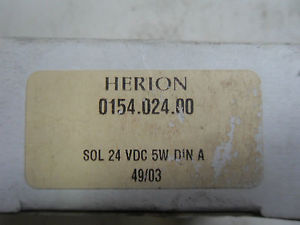 HERION
0154.024.00
SOL 24 VDC 5W DIN A
49/03